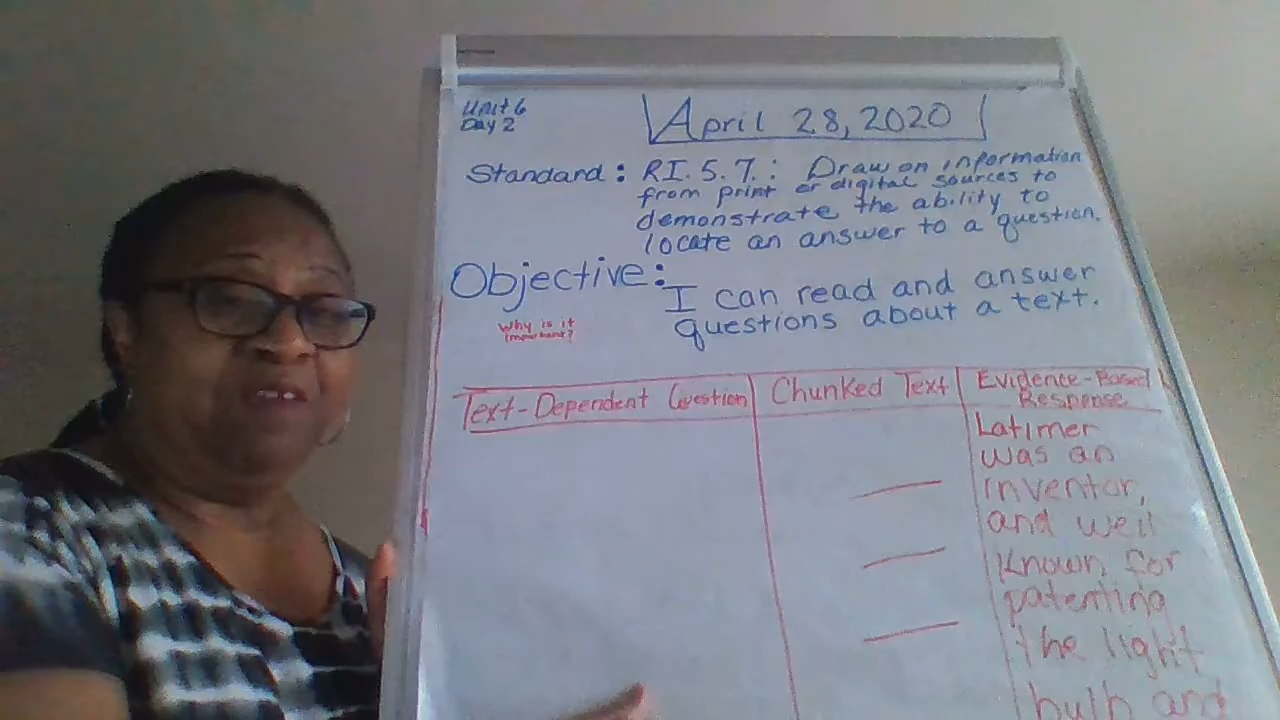 Unit 6
Day 2
April 28, 2020
Standard: RI.5.7.: Draw on information
from print or digital sources to
demonstrate the ability to
locate an answer to a question.
Objective: I can read and answer
questions about a text.
Why is it
important?
Text-Dependent Question
Chunked Text
Evidence-Based
Response
Latimer
was an
inventor,
and well
known for
patenting
the light
bulb and